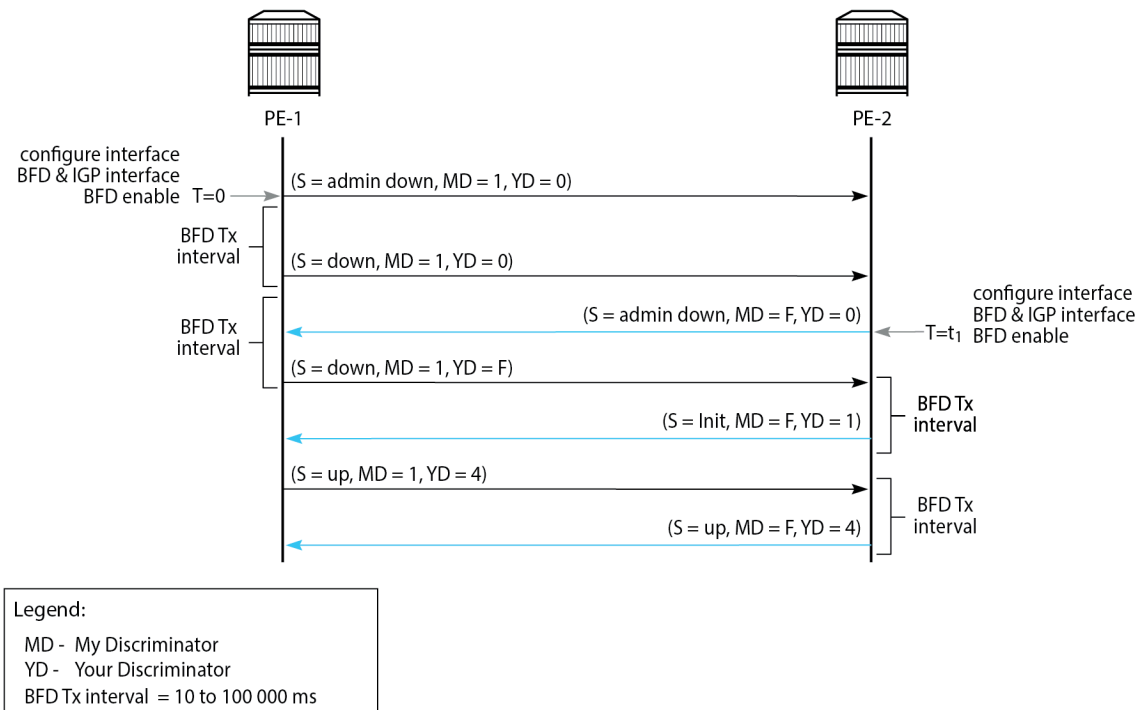 PE-1
PE-2
configure interface
BFD & IGP interface
BFD enable T=0
(S = admin down, MD = 1, YD = 0)
BFD Tx
interval
(S = down, MD = 1, YD = 0)
configure interface
BFD & IGP interface
T=t1 BFD enable
(S = admin down, MD = F, YD = 0)
BFD Tx
interval
(S = down, MD = 1, YD = F)
BFD Tx
interval
(S = Init, MD = F, YD = 1)
(S = up, MD = 1, YD = 4)
BFD Tx
interval
(S = up, MD = F, YD = 4)
Legend:
MD - My Discriminator
YD - Your Discriminator
BFD Tx interval = 10 to 100 000 ms